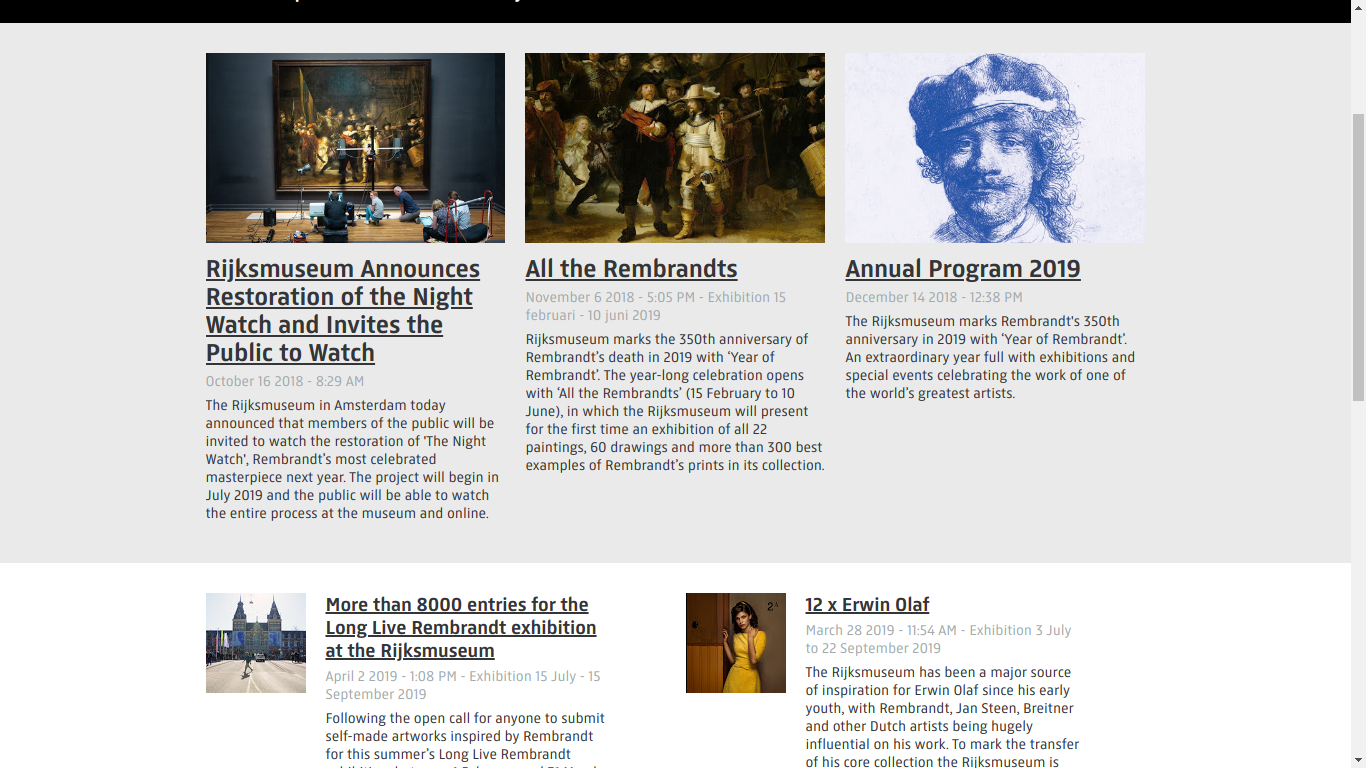 Rijksmuseum Announces
Restoration of the Night
Watch and Invites the
Public to Watch
October 16 2018 - 8:29 AM
The Rijksmuseum in Amsterdam today
announced that members of the public will be
invited to watch the restoration of 'The Night
Watch', Rembrandt’s most celebrated
masterpiece next year. The project will begin in
July 2019 and the public will be able to watch
the entire process at the museum and online.
All the Rembrandts
November 6 2018 - 5:05 PM - Exhibition 15
februari - 10 juni 2019
Rijksmuseum marks the 350th anniversary of
Rembrandt’s death in 2019 with ‘Year of
Rembrandt’. The year-long celebration opens
with ‘All the Rembrandts’ (15 February to 10
June), in which the Rijksmuseum will present
for the first time an exhibition of all 22
paintings, 60 drawings and more than 300 best
examples of Rembrandt’s prints in its collection.
Annual Program 2019
December 14 2018 - 12:38 PM
The Rijksmuseum marks Rembrandt's 350th
anniversary in 2019 with ‘Year of Rembrandt’.
An extraordinary year full with exhibitions and
special events celebrating the work of one of
the world’s greatest artists.
More than 8000 entries for the
Long Live Rembrandt exhibition
at the Rijksmuseum
April 2 2019 - 1:08 PM - Exhibition 15 July - 15
September 2019
Following the open call for anyone to submit
self-made artworks inspired by Rembrandt
for this summer’s Long Live Rembrandt
12 x Erwin Olaf
March 28 2019 - 11:54 AM - Exhibition 3 July
to 22 September 2019
The Rijksmuseum has been a major source
of inspiration for Erwin Olaf since his early
youth, with Rembrandt, Jan Steen, Breitner
and other Dutch artists being hugely
influential on his work. To mark the transfer
of his core collection the Rijksmuseum is